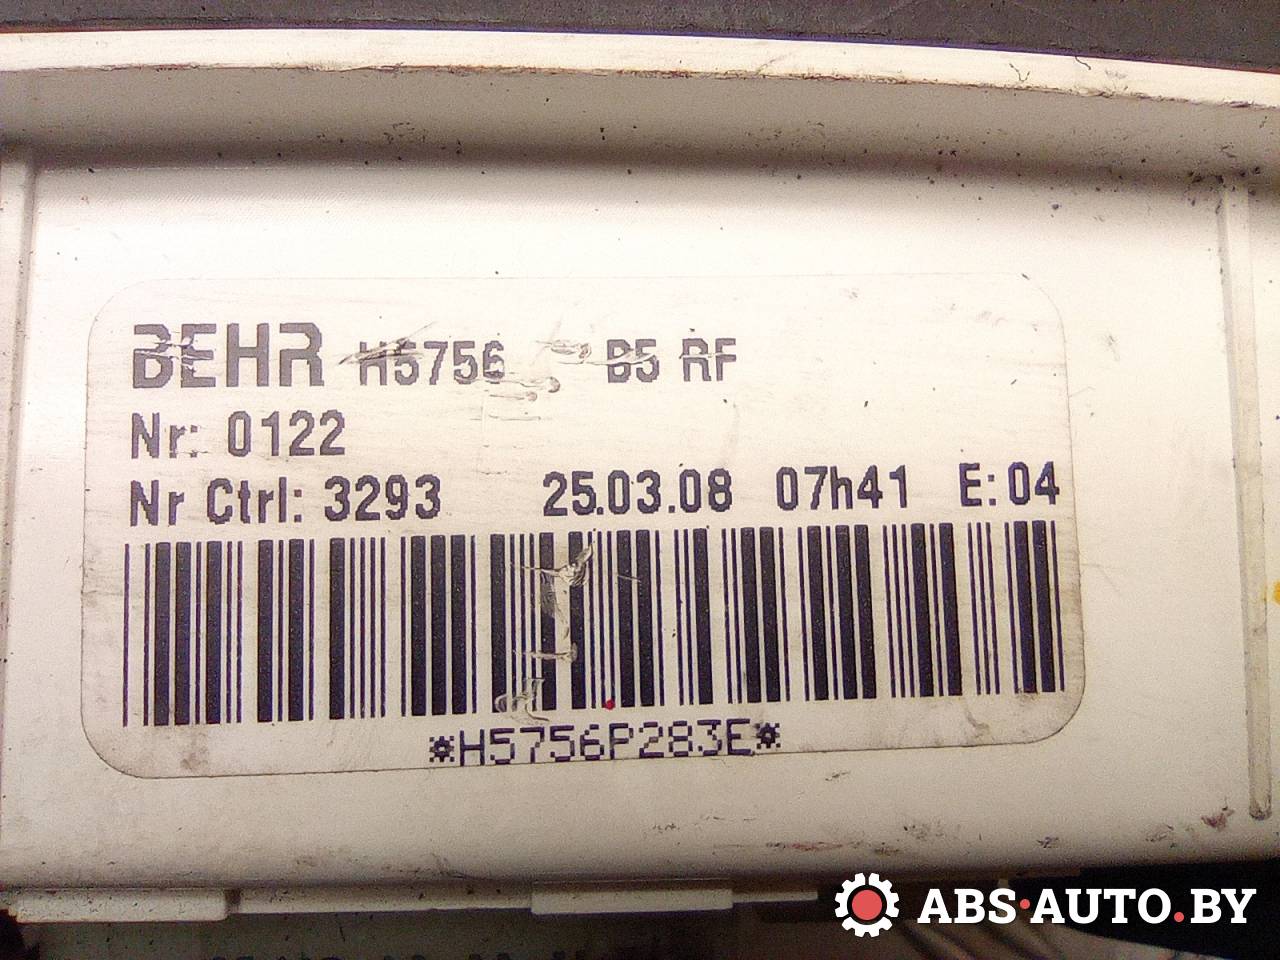 BEHR H5756 B5 RF
Nr: 0122
Nr Ctrl: 3293 25.03.08 07h41 E: 04
*H5756P283E*
ABS·AUTO.BY